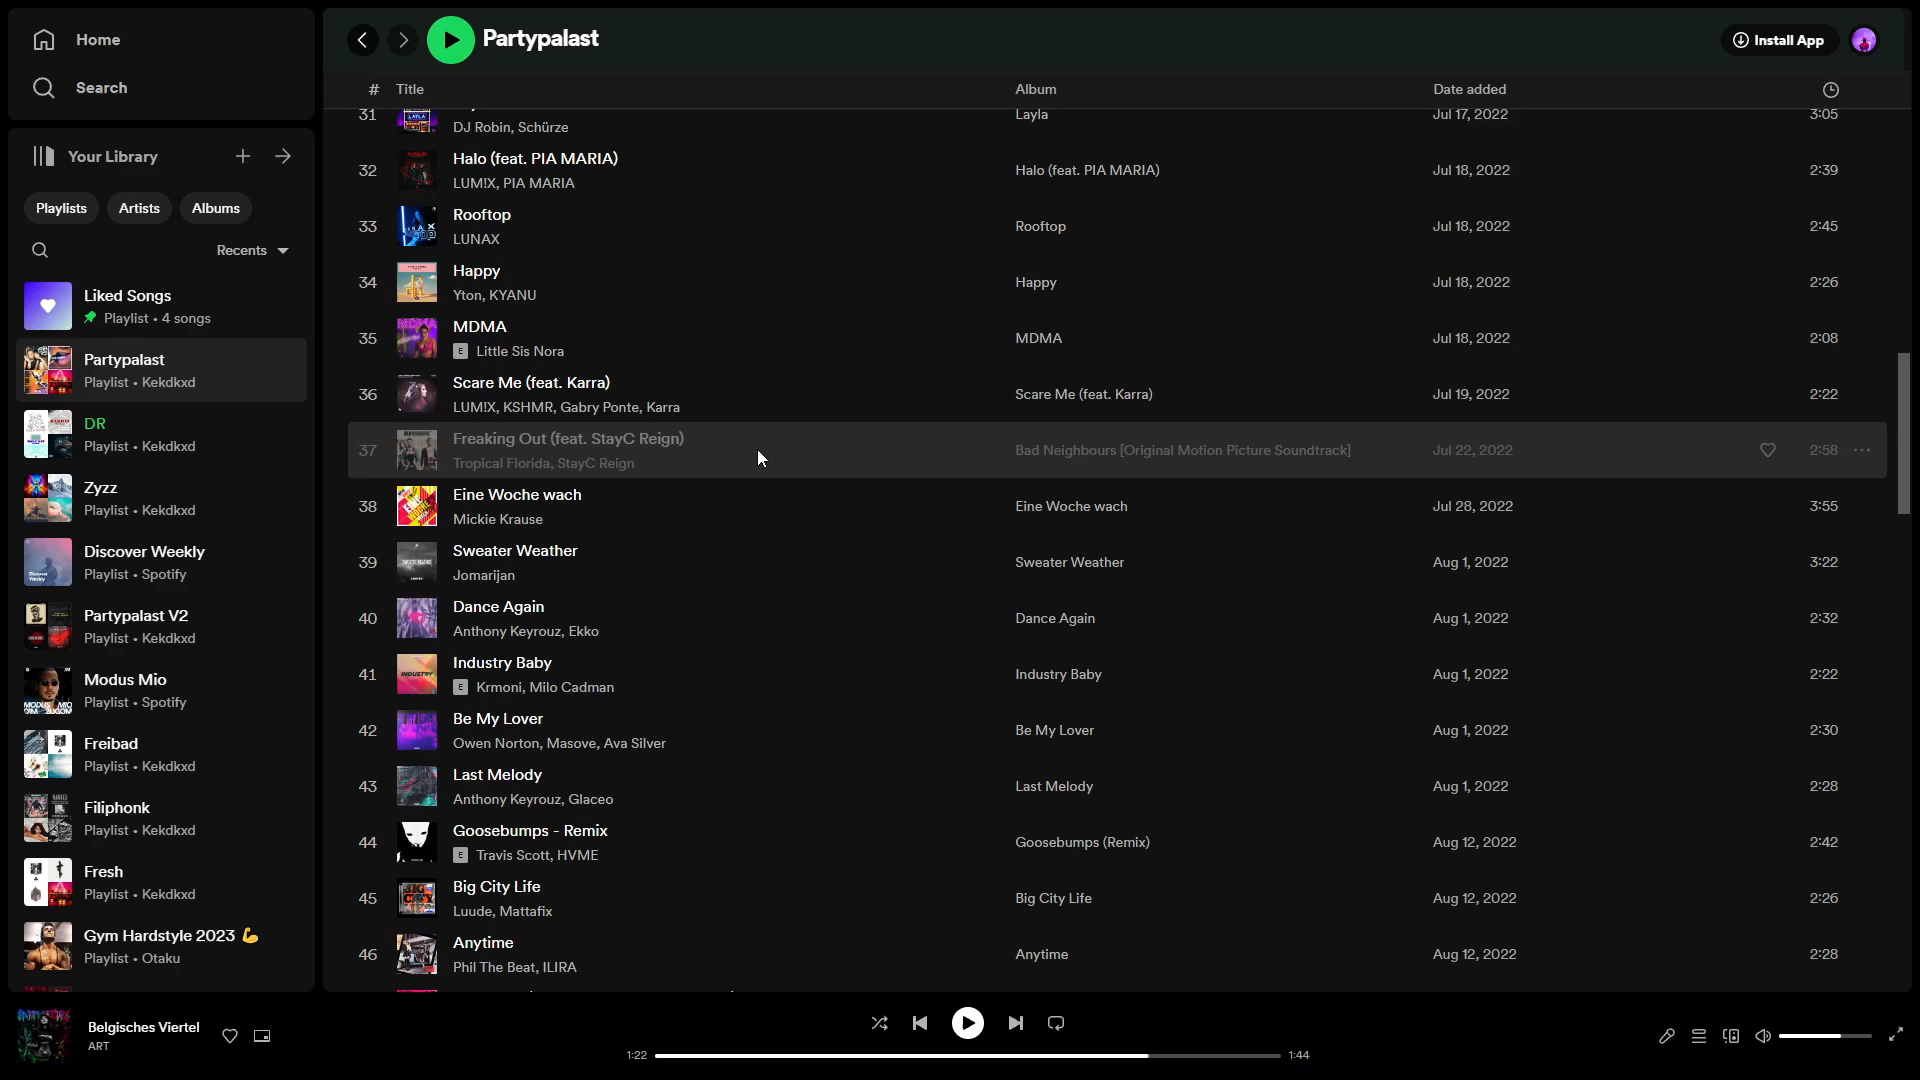 Home
Search
Your Library
Playlists
Artists
Albums
Recents
Liked Songs
Playlist • 4 songs
Partypalast
Playlist • Kekdkxd
DR
Playlist • Kekdkxd
Zyzz
Playlist • Kekdkxd
Discover Weekly
Playlist • Spotify
Partypalast V2
Playlist • Kekdkxd
Modus Mio
Playlist • Spotify
Freibad
Playlist • Kekdkxd
Filiphonk
Playlist • Kekdkxd
Fresh
Playlist • Kekdkxd
Gym Hardstyle 2023 💪
Playlist • Otaku
Partypalast
Install App
# Title Album Date added
31 DJ Robin, Schürze Layla Jul 17, 2022 3:05
32 Halo (feat. PIA MARIA) Halo (feat. PIA MARIA) Jul 18, 2022 2:39
LUM!X, PIA MARIA
33 Rooftop Rooftop Jul 18, 2022 2:45
LUNAX
34 Happy Happy Jul 18, 2022 2:26
Yton, KYANU
35 MDMA MDMA Jul 18, 2022 2:08
E Little Sis Nora
36 Scare Me (feat. Karra) Scare Me (feat. Karra) Jul 19, 2022 2:22
LUM!X, KSHMR, Gabry Ponte, Karra
37 Freaking Out (feat. StayC Reign) Bad Neighbours [Original Motion Picture Soundtrack] Jul 22, 2022 2:58
Tropical Florida, StayC Reign
38 Eine Woche wach Eine Woche wach Jul 28, 2022 3:55
Mickie Krause
39 Sweater Weather Sweater Weather Aug 1, 2022 3:22
Jomarijan
40 Dance Again Dance Again Aug 1, 2022 2:32
Anthony Keyrouz, Ekko
41 Industry Baby Industry Baby Aug 1, 2022 2:22
E Krmoni, Milo Cadman
42 Be My Lover Be My Lover Aug 1, 2022 2:30
Owen Norton, Masove, Ava Silver
43 Last Melody Last Melody Aug 1, 2022 2:28
Anthony Keyrouz, Glaceo
44 Goosebumps - Remix Goosebumps (Remix) Aug 12, 2022 2:42
E Travis Scott, HVME
45 Big City Life Big City Life Aug 12, 2022 2:26
Luude, Mattafix
46 Anytime Anytime Aug 12, 2022 2:28
Phil The Beat, ILIRA
Belgisches Viertel
ART
1:22
1:44